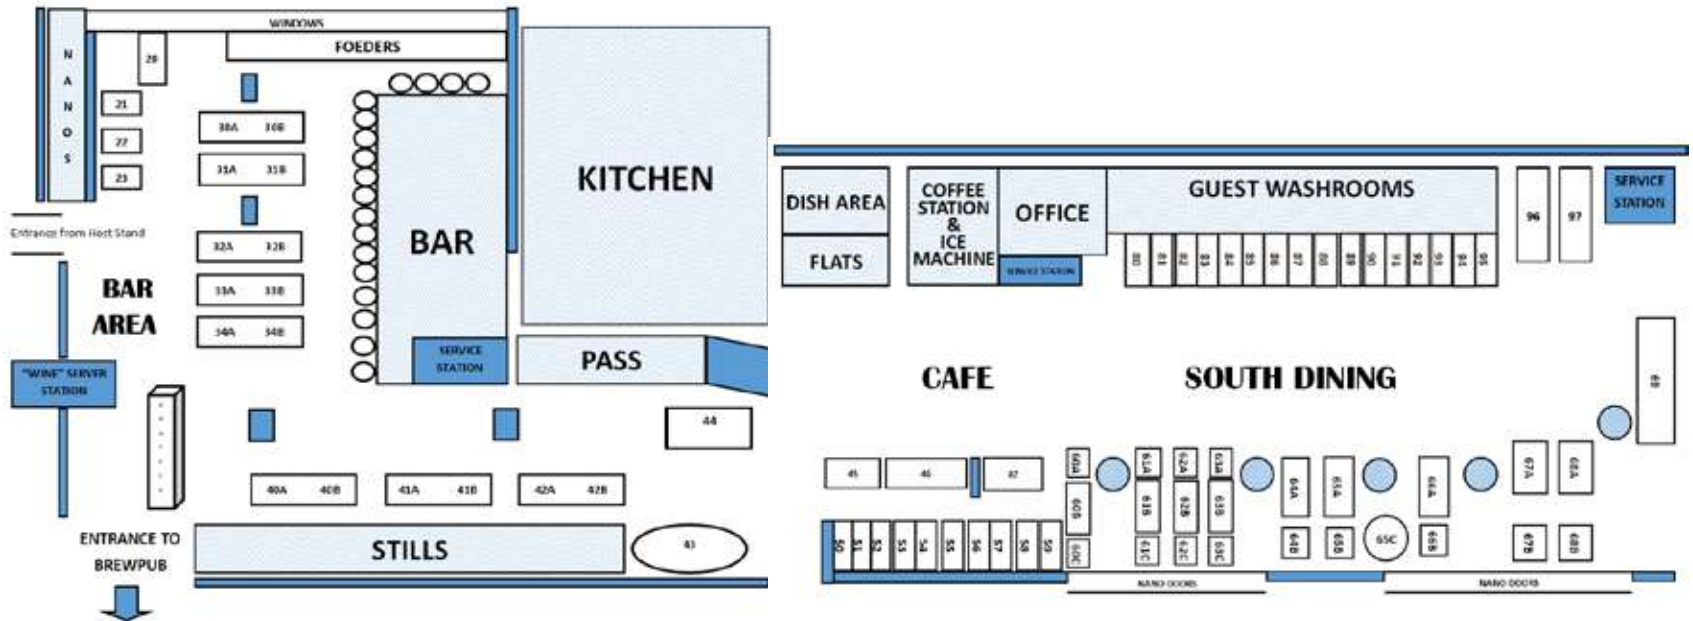 WINDOWS
FOEDERS
NANOS
20
21
22
23
30A 30B
31A 31B
32A 32B
33A 33B
34A 34B
Entrance from Host Stand
BAR
AREA
"WINE" SERVER
STATION
BAR
SERVICE
STATION
KITCHEN
PASS
44
40A 40B
41A 41B
42A 42B
43
STILLS
ENTRANCE TO
BREWPUB
DISH AREA
FLATS
COFFEE
STATION
&
ICE
MACHINE
OFFICE
SERVICE STATION
GUEST WASHROOMS
80
81
82
83
84
85
86
87
88
89
90
91
92
93
94
95
96
97
SERVICE
STATION
CAFE
SOUTH DINING
69
45
46
47
50
51
52
53
54
55
56
57
58
59
60A
60B
60C
61A
61B
61C
62A
62B
62C
63A
63B
63C
64A
64B
65A
65B
65C
66A
66B
67A
67B
68A
68B
NANO DOORS
NANO DOORS